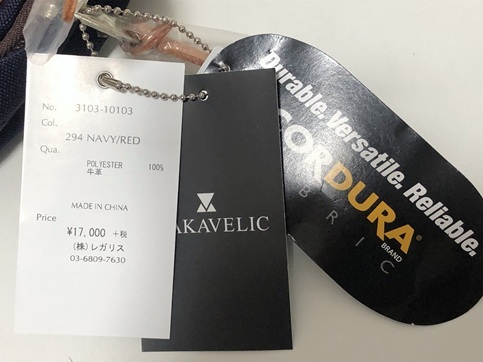 No. 3103-10103
Col.
294 NAVY/RED
Qua.
POLYESTER 100%
牛革
MADE IN CHINA
Price
¥17,000 +税
(株)レガリス
03-6809-7630
AKAVELIC
Durable. Versatile. Reliable.
CORDURA
BRAND
BRIC